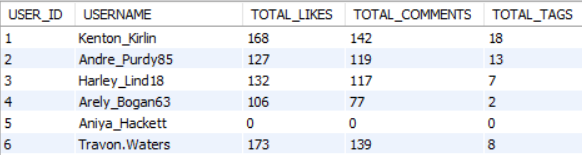 USER_ID USERNAME TOTAL_LIKES TOTAL_COMMENTS TOTAL_TAGS
1 Kenton_Kirlin 168 142 18
2 Andre_Purdy85 127 119 13
3 Harley_Lind18 132 117 7
4 Arely_Bogan63 106 77 2
5 Aniya_Hackett 0 0 0
6 Travon.Waters 173 139 8